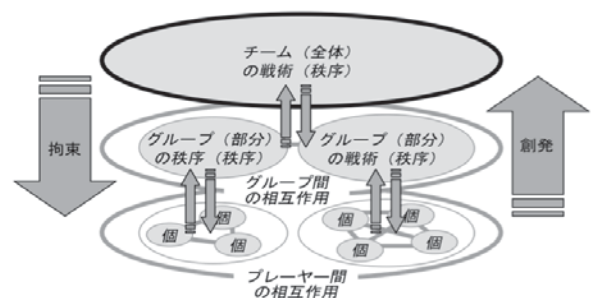 チーム（全体）
の戦術（秩序）
拘束
創発
グループ（部分）
の秩序（秩序）
グループ（部分）
の戦術（秩序）
グループ間
の相互作用
個
個
個
個
個
個
個
プレーヤー間
の相互作用